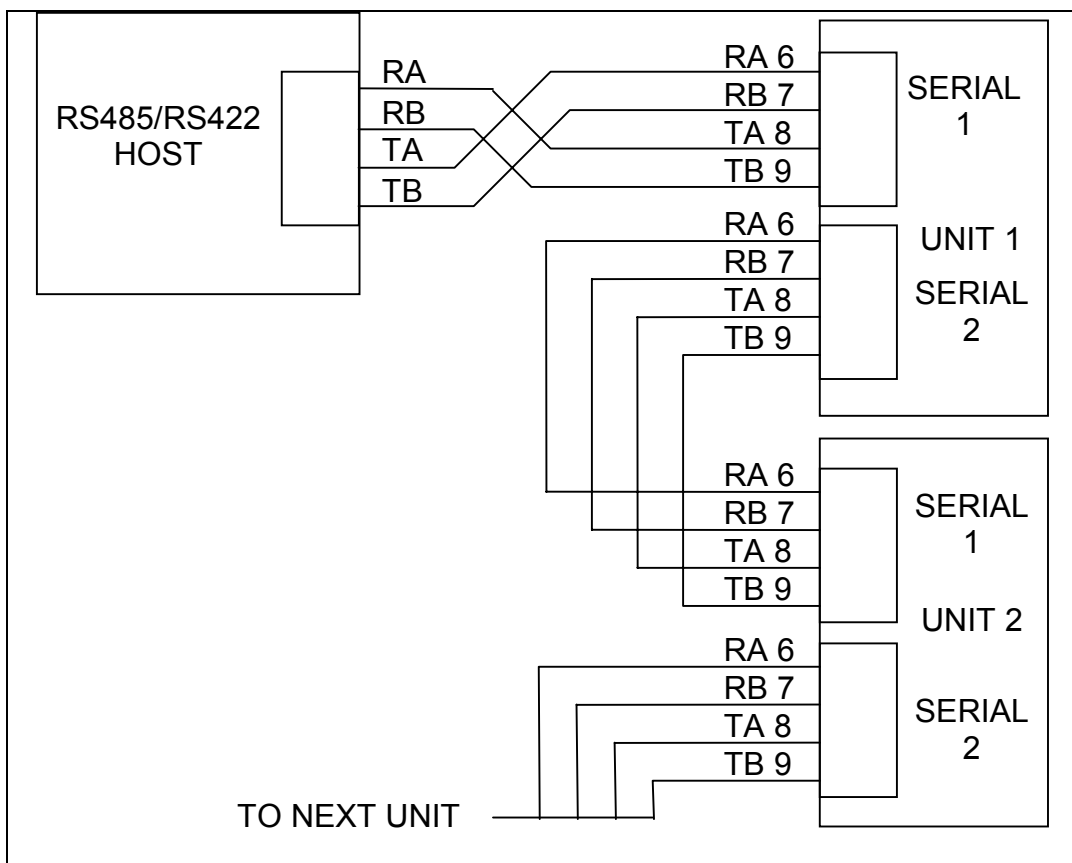 RS485/RS422
HOST
RA
RB
TA
TB
RA 6
RB 7
TA 8
TB 9
SERIAL
1
RA 6
RB 7
TA 8
TB 9
UNIT 1
SERIAL
2
RA 6
RB 7
TA 8
TB 9
SERIAL
1
UNIT 2
RA 6
RB 7
TA 8
TB 9
SERIAL
2
TO NEXT UNIT